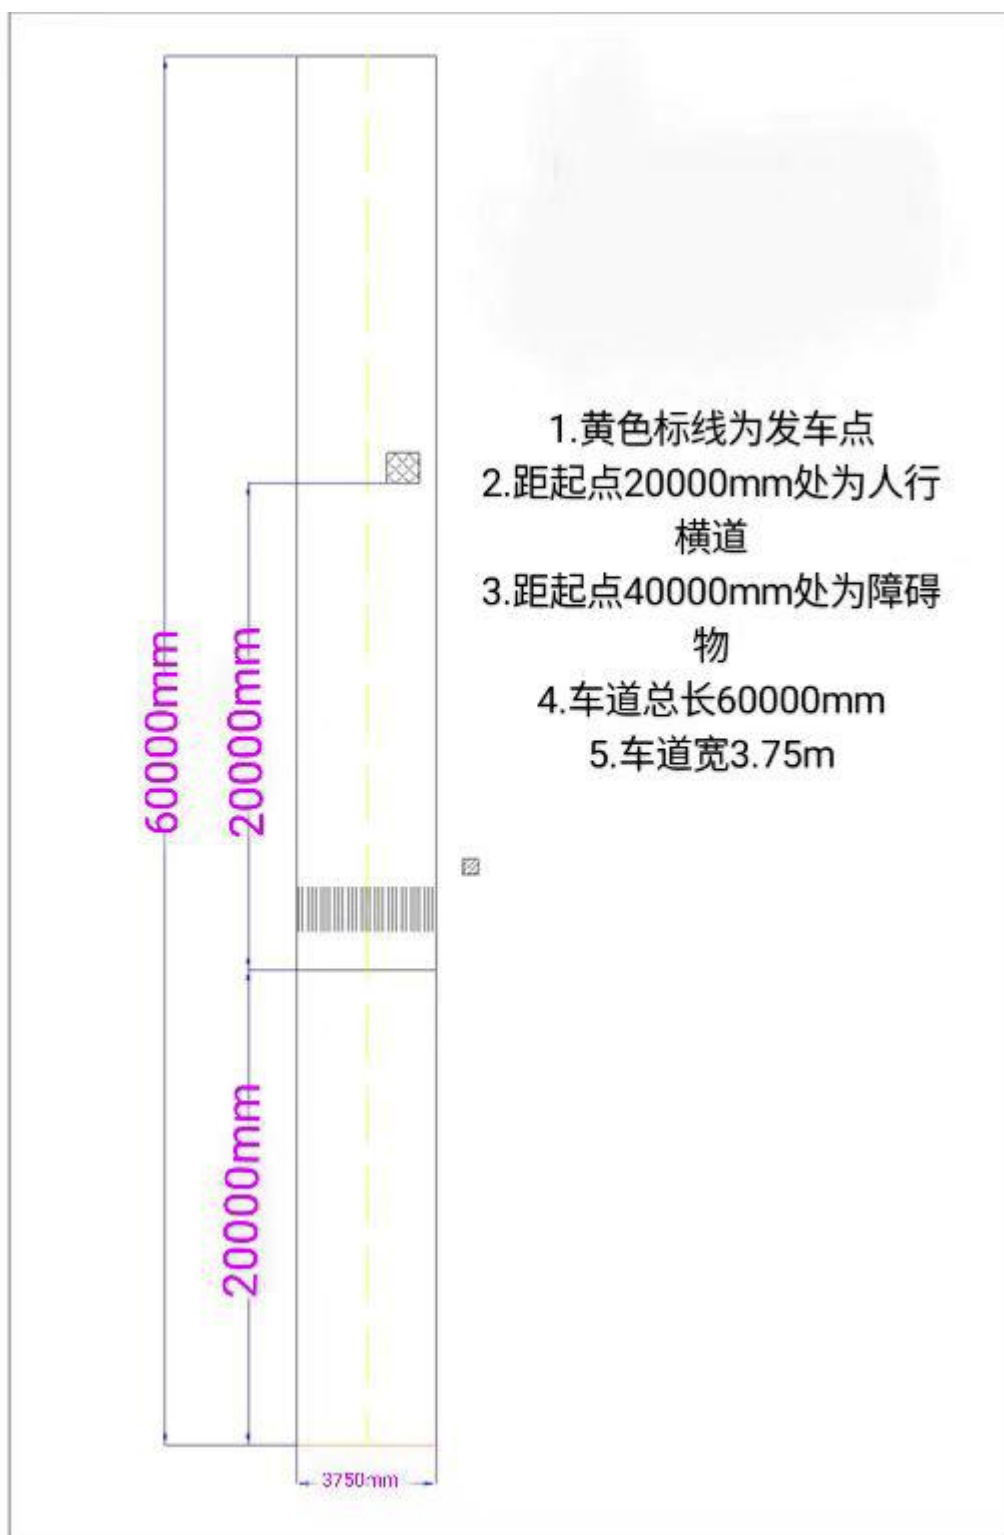 1.黄色标线为发车点
2.距起点20000mm处为人行
横道
3.距起点40000mm处为障碍
物
4.车道总长60000mm
5.车道宽3.75m
60000mm
20000mm
20000mm
3750mm